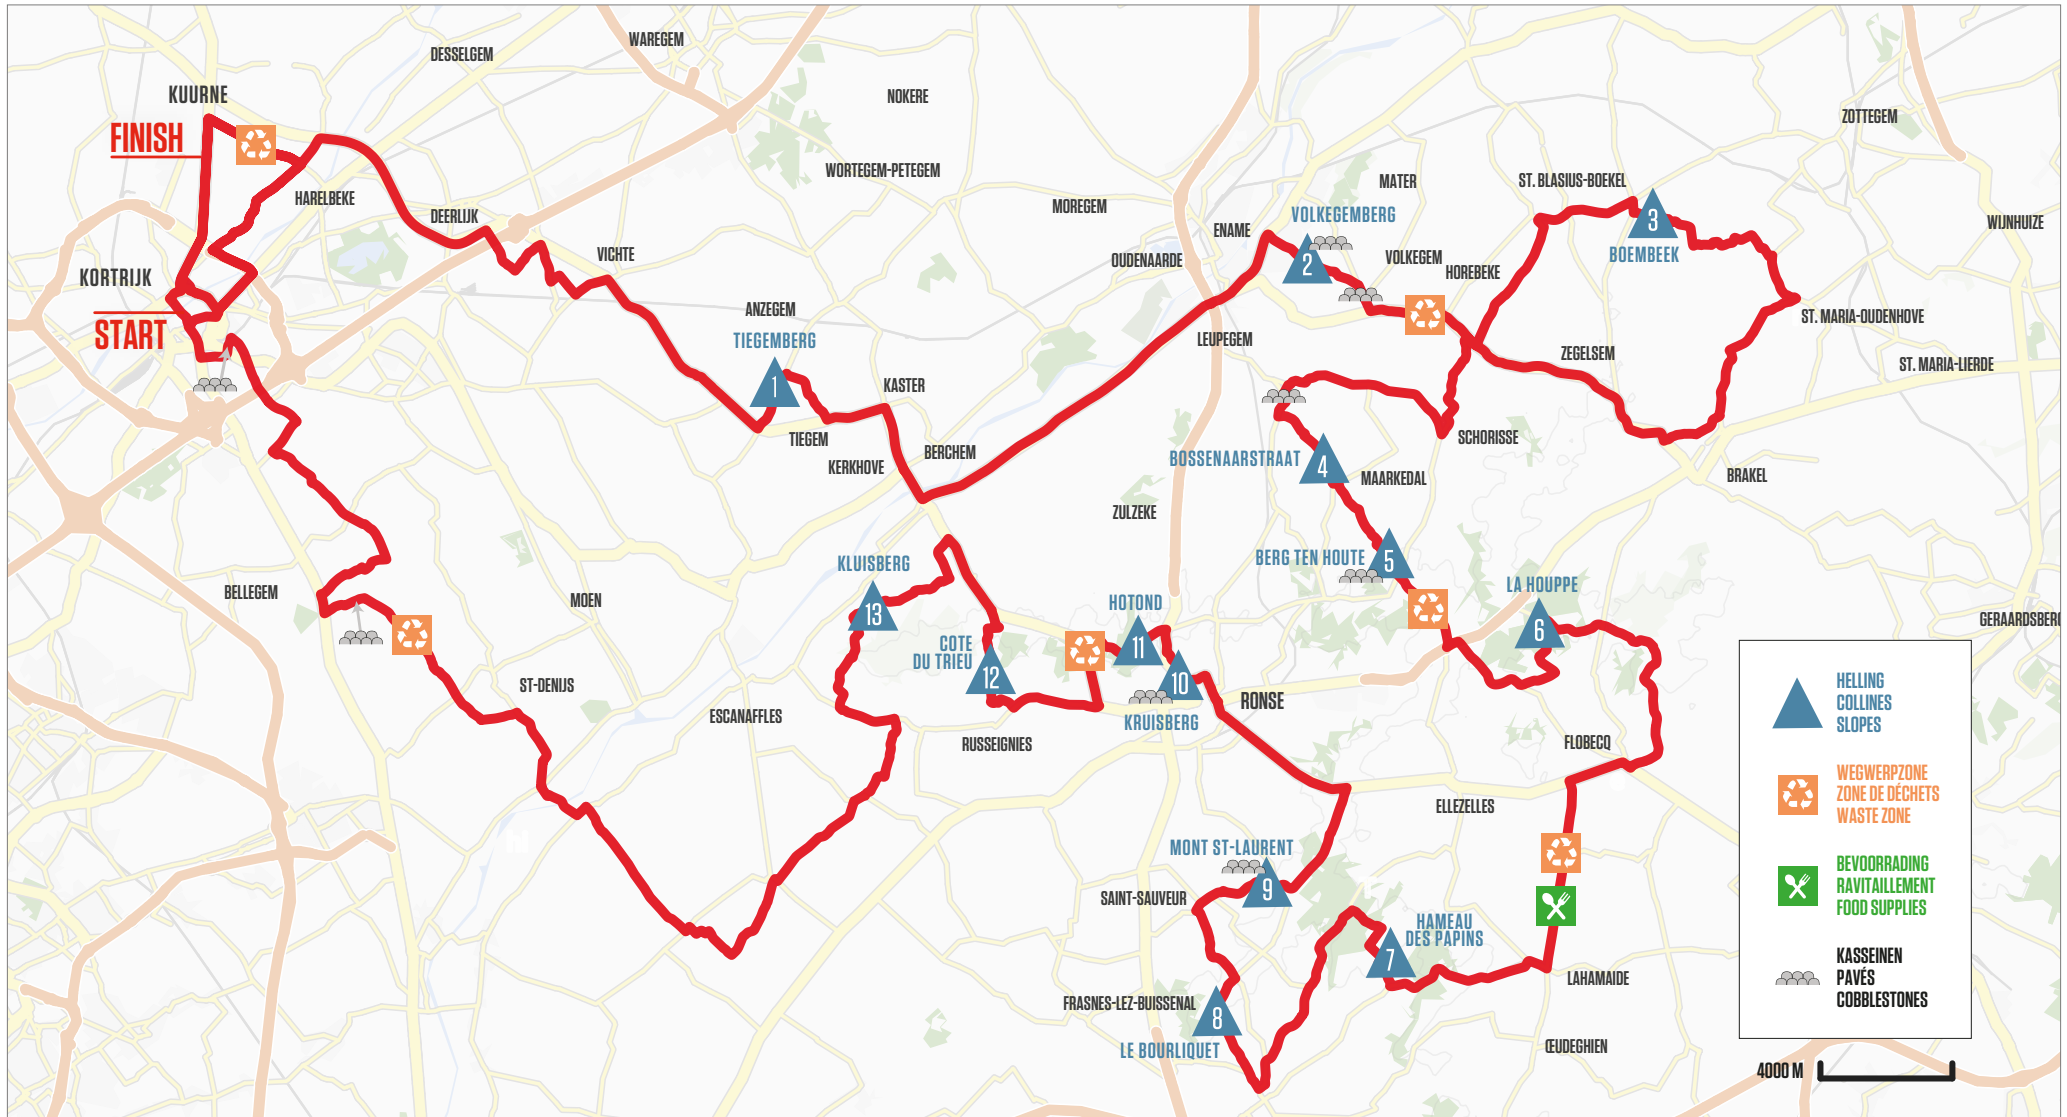 WAREGEM
DESSELGEM
KUURNE
NOKERE
ZOTTEGEM
FINISH
WORTEGEM-PETEGEM
MATER
ST. BLASIUS-BOEKEL
HARELBEKE
MOREGEM
DEERLIJK
VOLKEGEMBERG
3
WIJNHUIZE
ENAME
VICHTE
BOEMBEEK
OUDENAARDE
2
VOLKEGEM
HOREBEKE
KORTRIJK
ANZEGEM
ST. MARIA-OUDENHOVE
START
TIEGEMBERG
LEUPEGEM
ZEGELSEM
ST. MARIA-LIERDE
1
KASTER
TIEGEM
SCHORISSE
BERCHEM
KERKHOVE
BOSSENAARSTRAAT
4
MAARKEDAL
BRAKEL
ZULZEKE
BERG TEN HOUTE
5
KLUISBERG
LA HOUPPE
BELLEGEM
MOEN
HOTOND
13
6
GERAARDSBERG
COTE
DU TRIEU
11
12
10
HELLING
COLLINES
SLOPES
ST-DENIJS
RONSE
ESCANAFFLES
KRUISBERG
RUSSEIGNIES
FLOBECQ
WEGWERPZONE
ZONE DE DÉCHETS
WASTE ZONE
ELLEZELLES
MONT ST-LAURENT
9
SAINT-SAUVEUR
BEVOORRADING
RAVITAILLEMENT
FOOD SUPPLIES
HAMEAU
DES PAPINS
7
KASSEINEN
PAVÉS
COBBLESTONES
LAHAMAIDE
FRASNES-LEZ-BUISSENAL
8
LE BOURLIQUET
ŒUDEGHIEN
4000 M